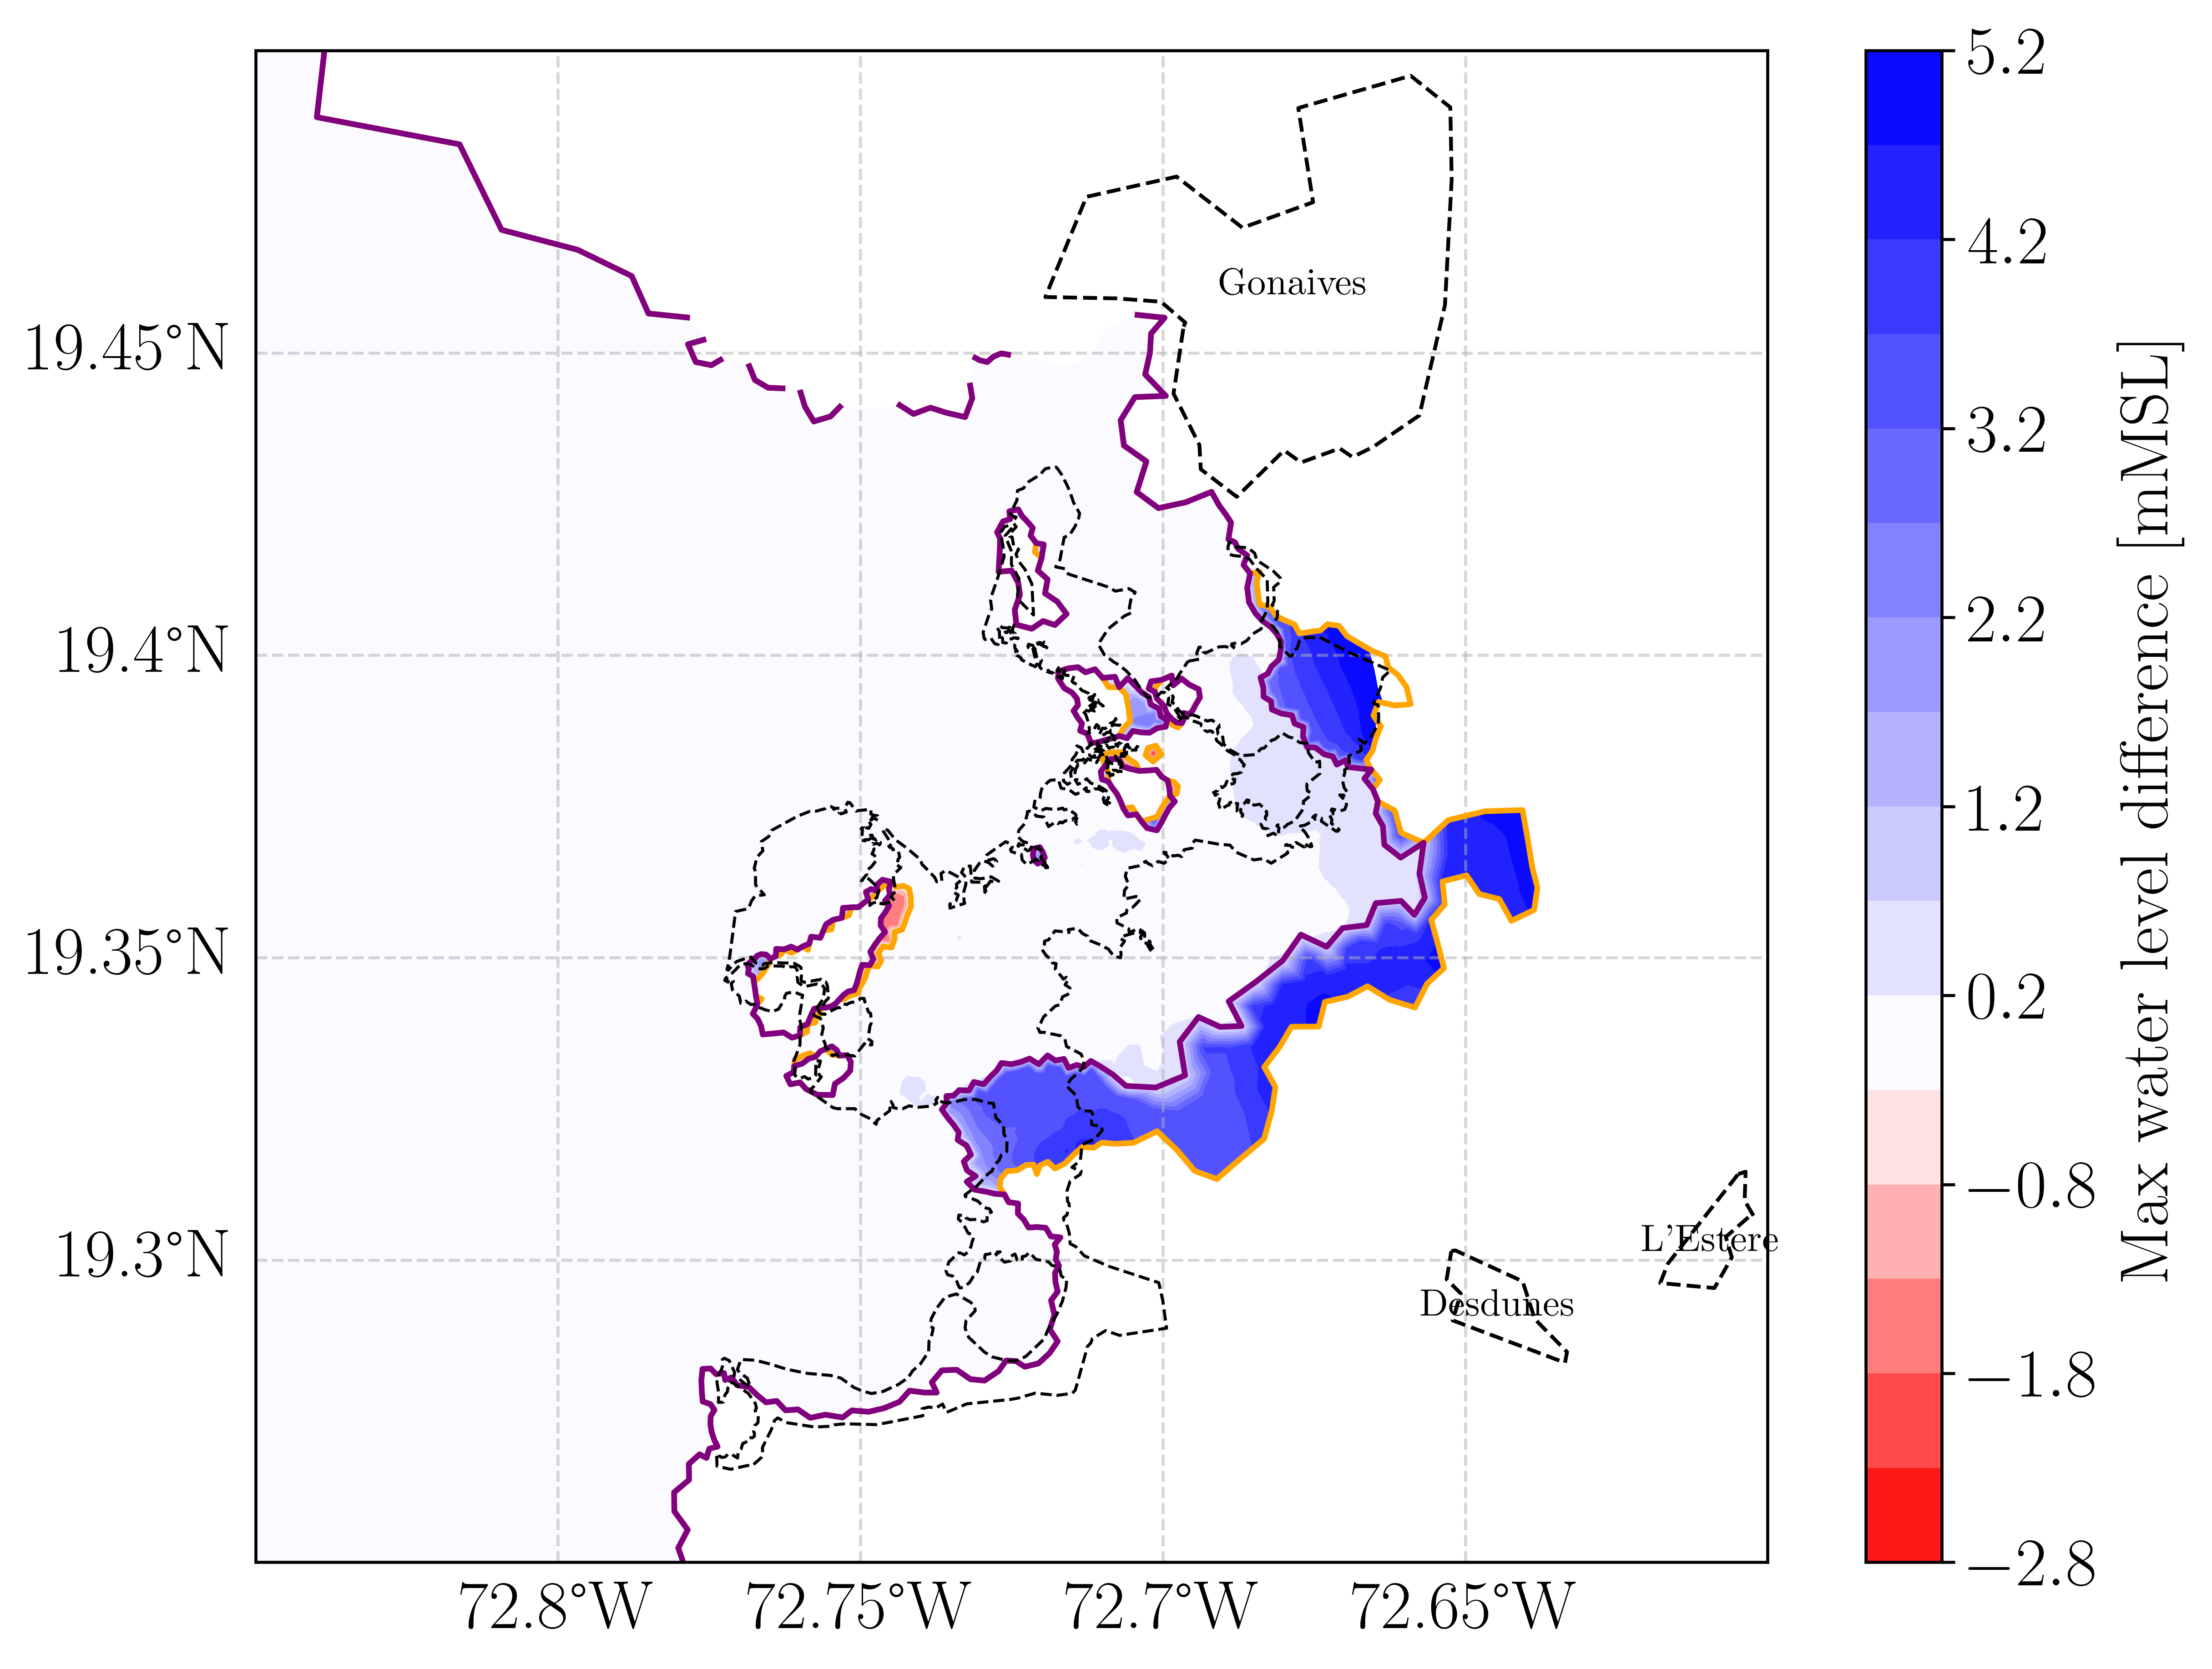 Gonaives
L'Estere
Desdunes
19.45°N
19.4°N
19.35°N
19.3°N
72.8°W
72.75°W
72.7°W
72.65°W
5.2
4.2
3.2
2.2
1.2
0.2
−0.8
−1.8
−2.8
Max water level difference [mMSL]